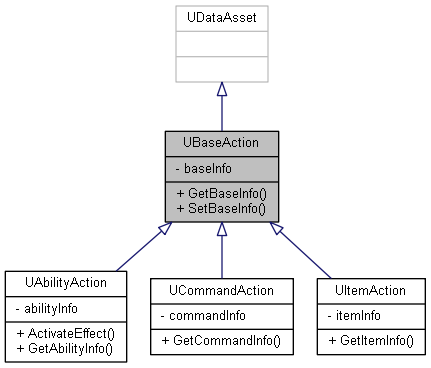 UDataAsset
UBaseAction
- baseInfo
+ GetBaseInfo()
+ SetBaseInfo()
UAbilityAction
- abilityInfo
+ ActivateEffect()
+ GetAbilityInfo()
UCommandAction
- commandInfo
+ GetCommandInfo()
UItemAction
- itemInfo
+ GetItemInfo()